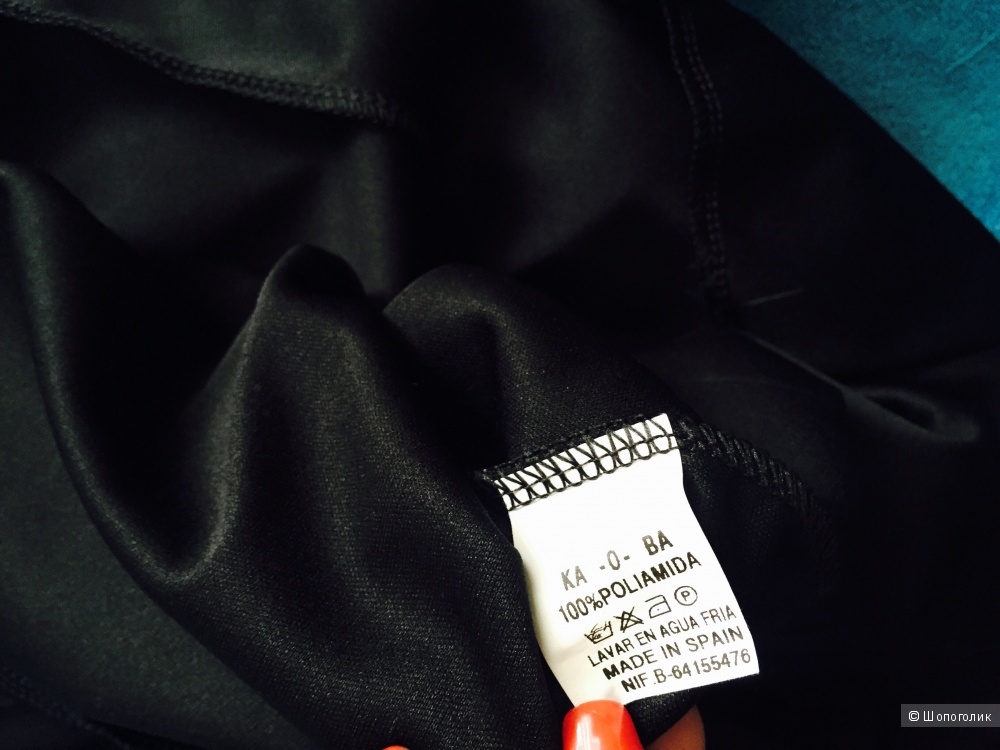 KA -O- BA
100%POLIAMIDA
P
LAVAR EN AGUA FRIA
MADE IN SPAIN
NIF.B-64155476
© Шопоголик